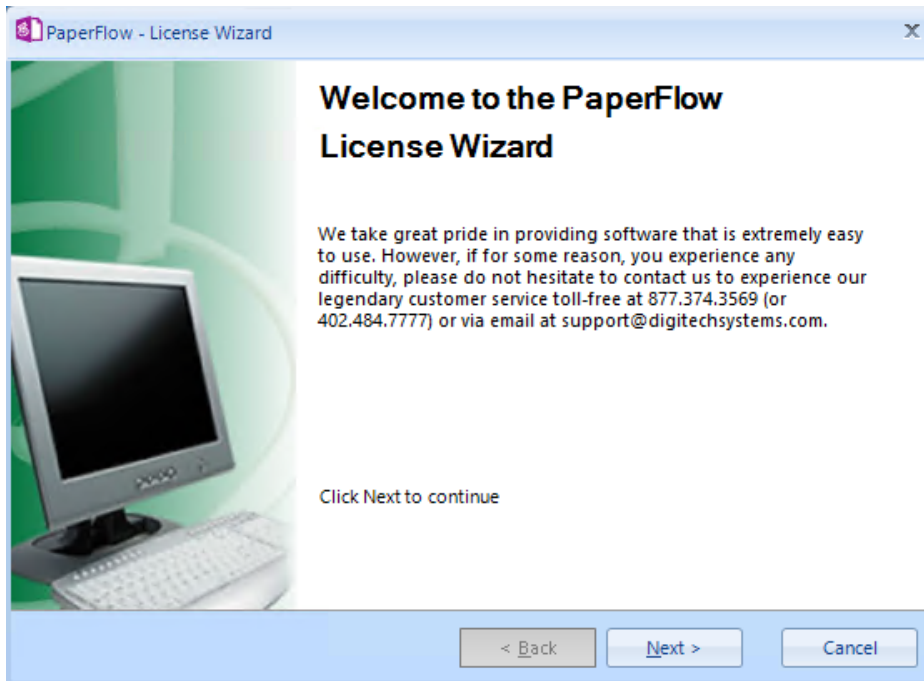 PaperFlow - License Wizard
Welcome to the PaperFlow
License Wizard
We take great pride in providing software that is extremely easy
to use. However, if for some reason, you experience any
difficulty, please do not hesitate to contact us to experience our
legendary customer service toll-free at 877.374.3569 (or
402.484.7777) or via email at support@digitechsystems.com.
Click Next to continue
< Back
Next >
Cancel